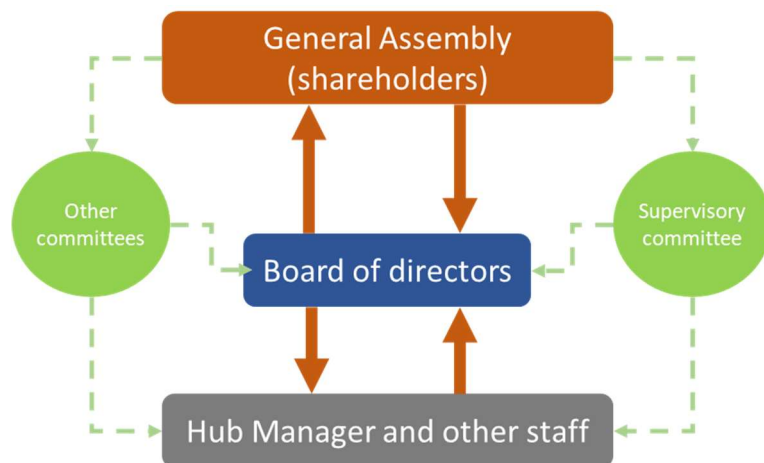 General Assembly
(shareholders)
Other
committees
Supervisory
committee
Board of directors
Hub Manager and other staff